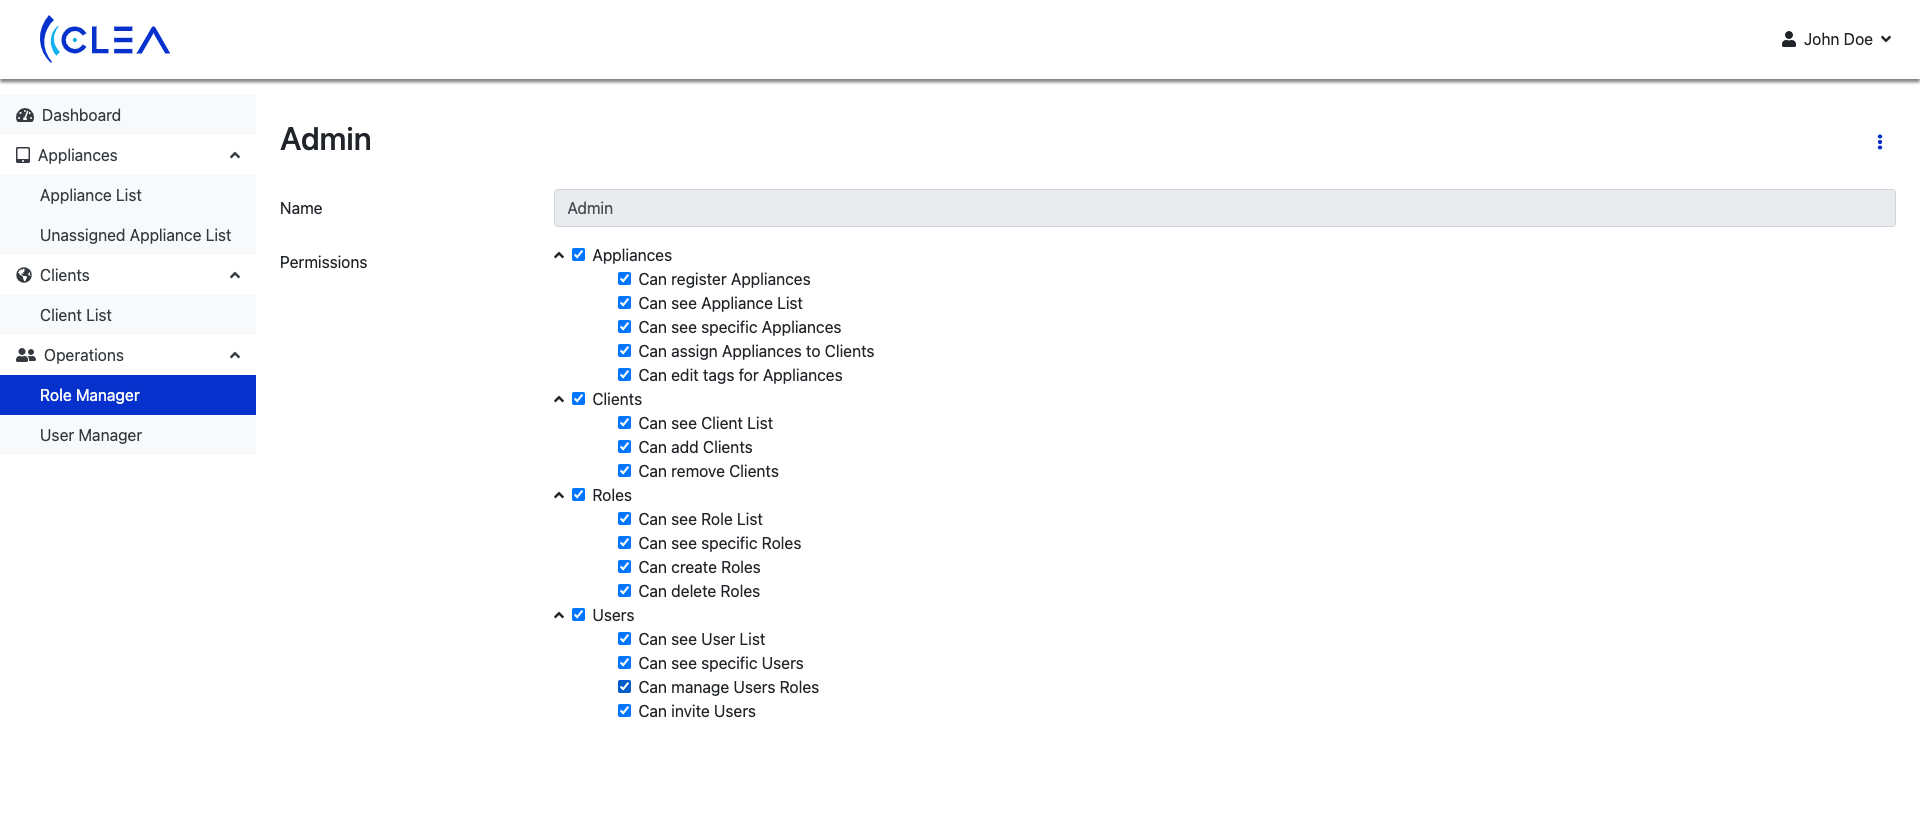 CLEA
John Doe
Dashboard
Appliances
Appliance List
Unassigned Appliance List
Clients
Client List
Operations
Role Manager
User Manager
Admin
Name
Admin
Permissions
Appliances
Can register Appliances
Can see Appliance List
Can see specific Appliances
Can assign Appliances to Clients
Can edit tags for Appliances
Clients
Can see Client List
Can add Clients
Can remove Clients
Roles
Can see Role List
Can see specific Roles
Can create Roles
Can delete Roles
Users
Can see User List
Can see specific Users
Can manage Users Roles
Can invite Users